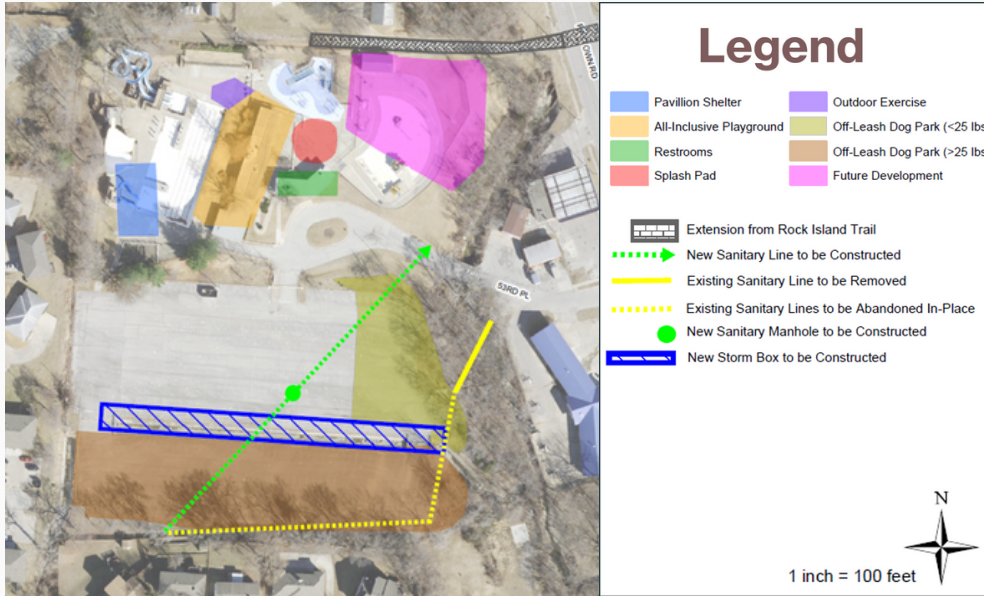 OWN RD
53RD PL
Legend
Pavillion Shelter
All-Inclusive Playground
Restrooms
Splash Pad
Outdoor Exercise
Off-Leash Dog Park (<25 lbs
Off-Leash Dog Park (>25 lbs
Future Development
Extension from Rock Island Trail
New Sanitary Line to be Constructed
Existing Sanitary Line to be Removed
Existing Sanitary Lines to be Abandoned In-Place
New Sanitary Manhole to be Constructed
New Storm Box to be Constructed
N
1 inch = 100 feet